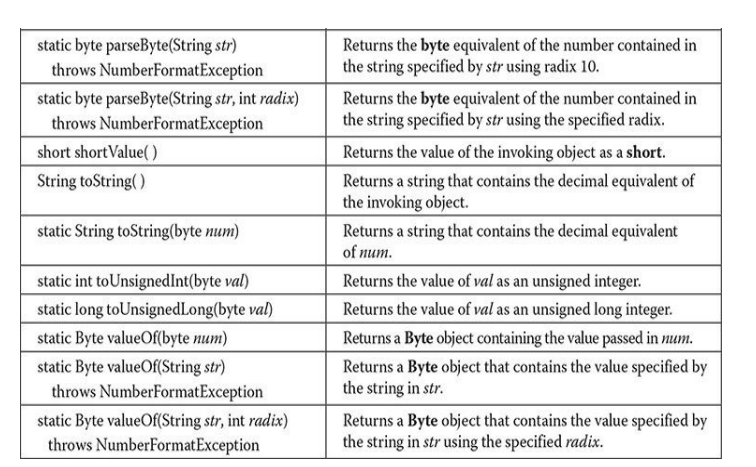 static byte parseByte(String str)
throws NumberFormatException
Returns the byte equivalent of the number contained in
the string specified by str using radix 10.
static byte parseByte(String str, int radix)
throws NumberFormatException
Returns the byte equivalent of the number contained in
the string specified by str using the specified radix.
short shortValue( )
Returns the value of the invoking object as a short.
String toString( )
Returns a string that contains the decimal equivalent of
the invoking object.
static String toString(byte num)
Returns a string that contains the decimal equivalent
of num.
static int toUnsignedInt(byte val)
Returns the value of val as an unsigned integer.
static long toUnsignedLong(byte val)
Returns the value of val as an unsigned long integer.
static Byte valueOf(byte num)
Returns a Byte object containing the value passed in num.
static Byte valueOf(String str)
throws NumberFormatException
Returns a Byte object that contains the value specified by
the string in str.
static Byte valueOf(String str, int radix)
throws NumberFormatException
Returns a Byte object that contains the value specified by
the string in str using the specified radix.